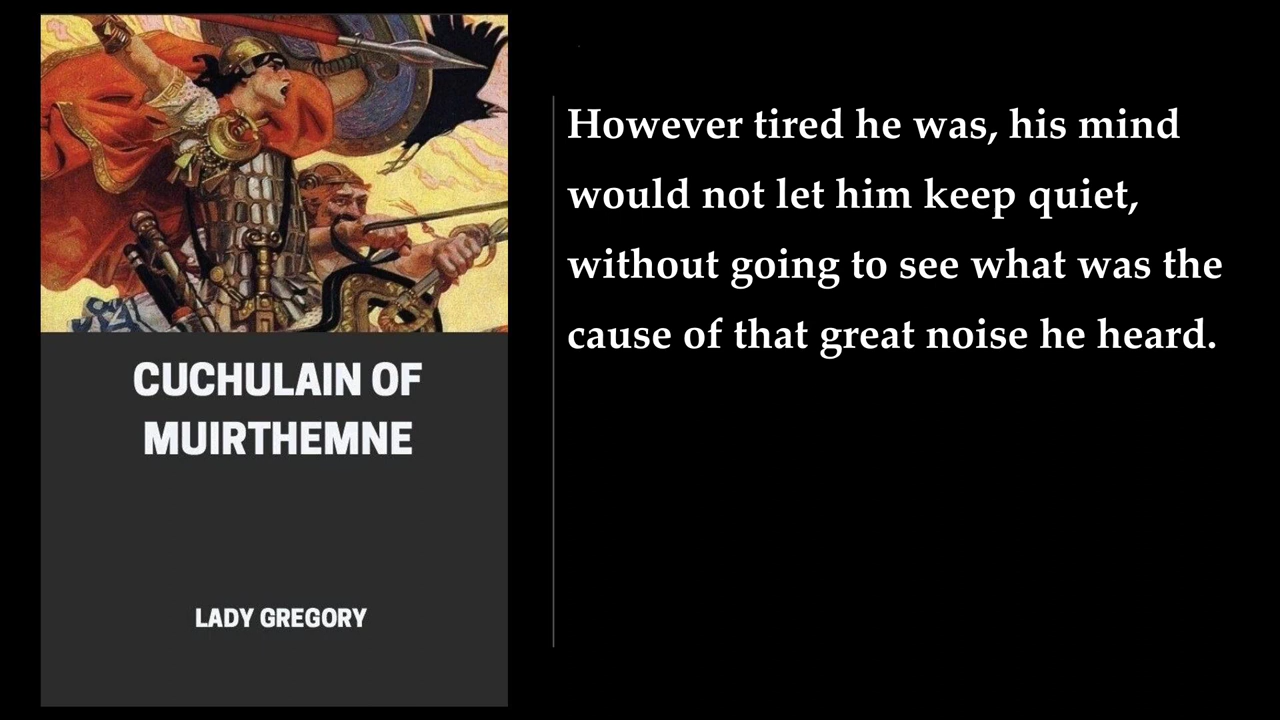 CUCHULAIN OF
MUIRTHEMNE
LADY GREGORY
However tired he was, his mind
would not let him keep quiet,
without going to see what was the
cause of that great noise he heard.